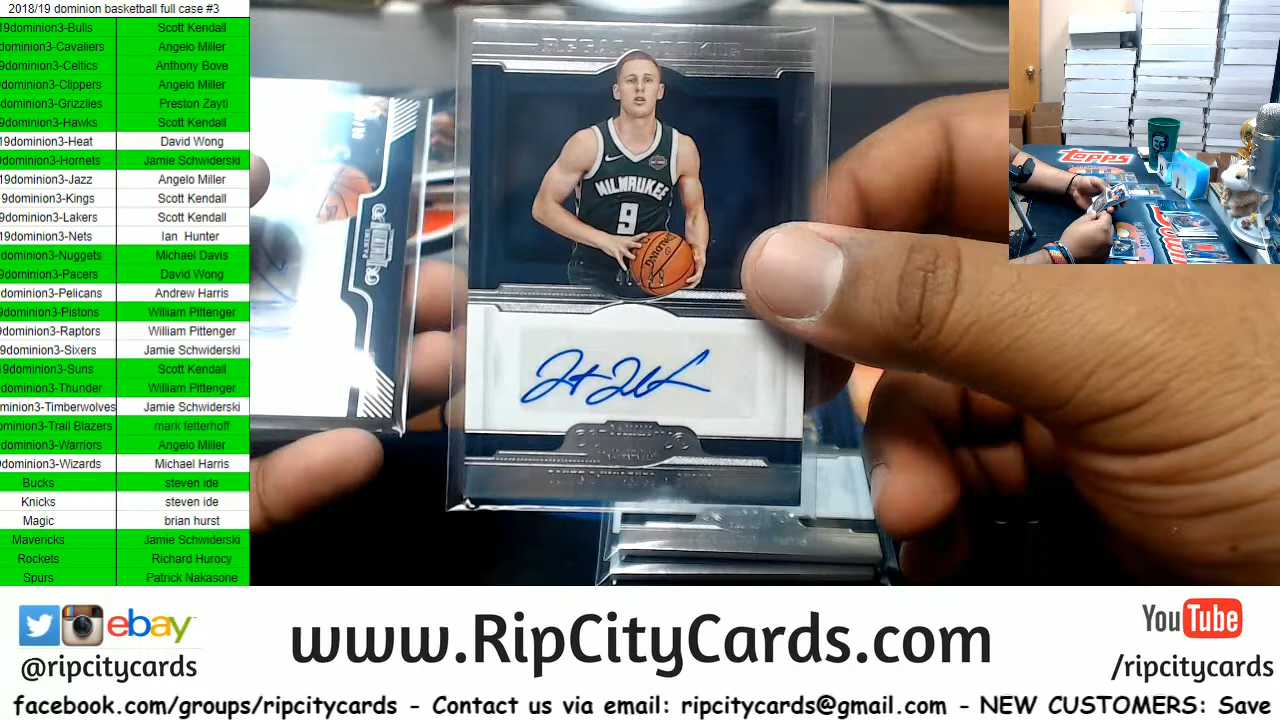 2018/19 dominion basketball full case #3
19dominion3-Bulls Scott Kendall
dominion3-Cavaliers Angelo Miller
9dominion3-Celtics Anthony Bove
dominion3-Clippers Angelo Miller
9dominion3-Grizzlies Preston Zayti
9dominion3-Hawks Scott Kendall
19dominion3-Heat David Wong
dominion3-Hornets Jamie Schwiderski
19dominion3-Jazz Angelo Miller
9dominion3-Kings Scott Kendall
9dominion3-Lakers Scott Kendall
19dominion3-Nets Ian Hunter
dominion3-Nuggets Michael Davis
dominion3-Pacers David Wong
dominion3-Pelicans Andrew Harris
dominion3-Pistons William Pittenger
dominion3-Raptors William Pittenger
9dominion3-Sixers Jamie Schwiderski
9dominion3-Suns Scott Kendall
dominion3-Thunder William Pittenger
minion3-Timberwolves Jamie Schwiderski
ominion3-Trail Blazers mark fetterhoff
dominion3-Warriors Angelo Miller
9dominion3-Wizards Michael Harris
Bucks steven ide
Knicks steven ide
Magic brian hurst
Mavericks Jamie Schwiderski
Rockets Richard Hurocy
Spurs Patrick Nakasone
MILWAUKEE
9
SPALDING
topps
ebay
@ripcitycards
www.RipCityCards.com
YouTube
/ripcitycards
facebook.com/groups/ripcitycards - Contact us via email: ripcitycards@gmail.com - NEW CUSTOMERS: Save